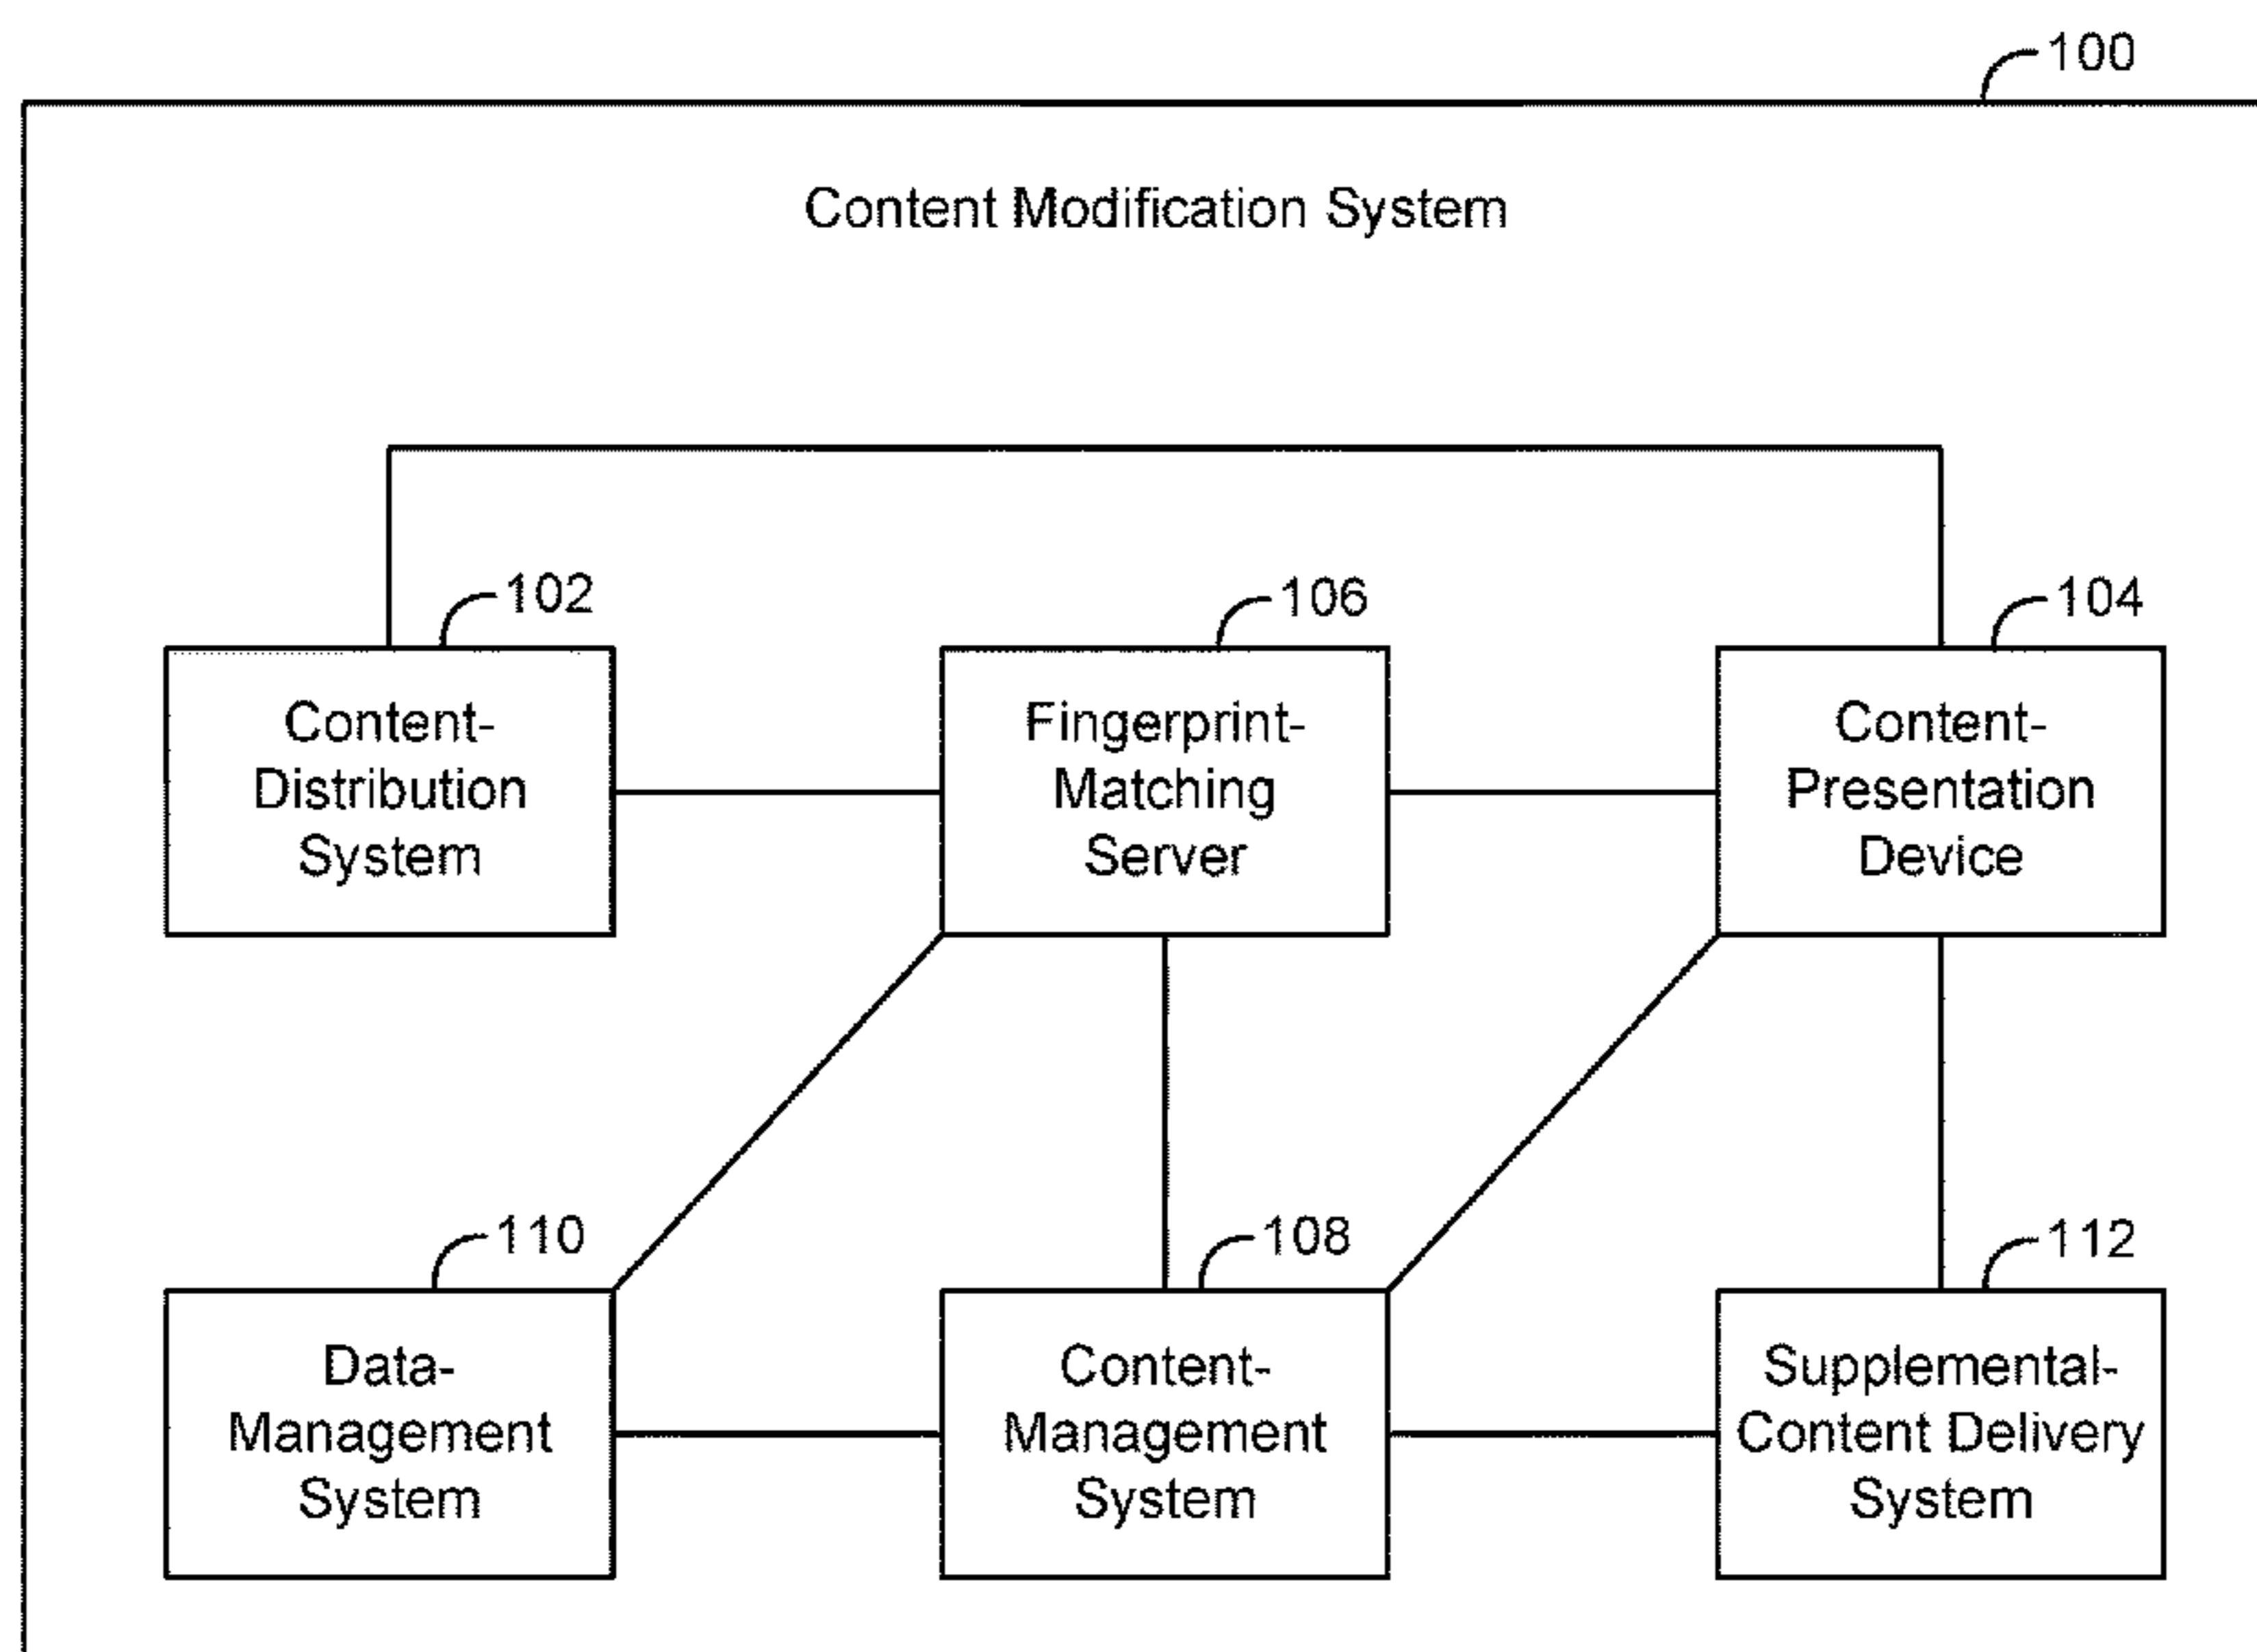 100
Content Modification System
102
106
104
Content-
Distribution
System
Fingerprint-
Matching
Server
Content-
Presentation
Device
110
108
112
Data-
Management
System
Content-
Management
System
Supplemental-
Content Delivery
System